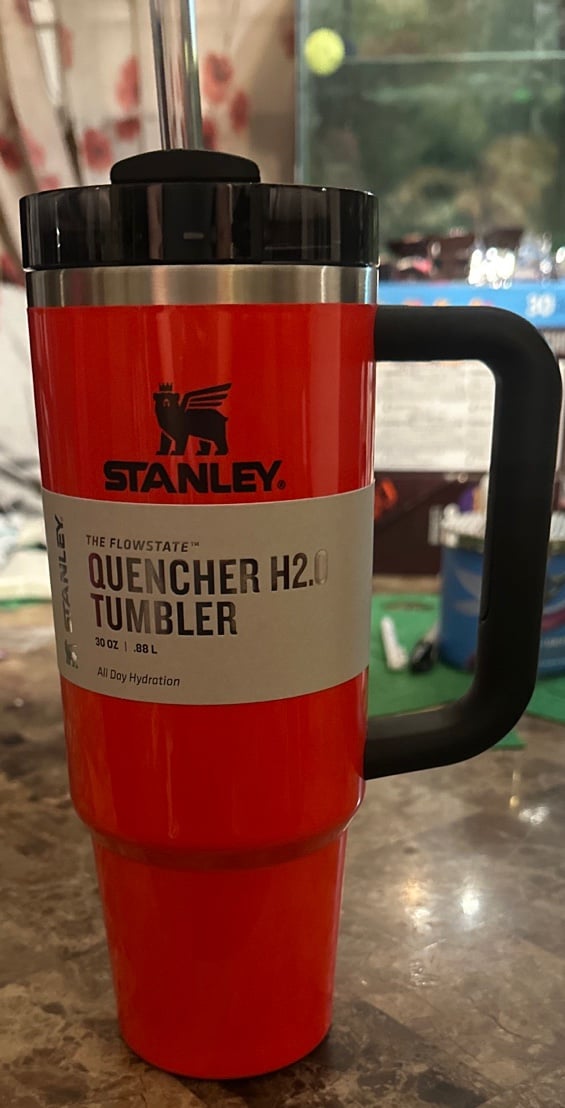 STANLEY®
STANLEY.
THE FLOWSTATE™
QUENCHER H2.0
TUMBLER
30 OZ | .88 L
All Day Hydration